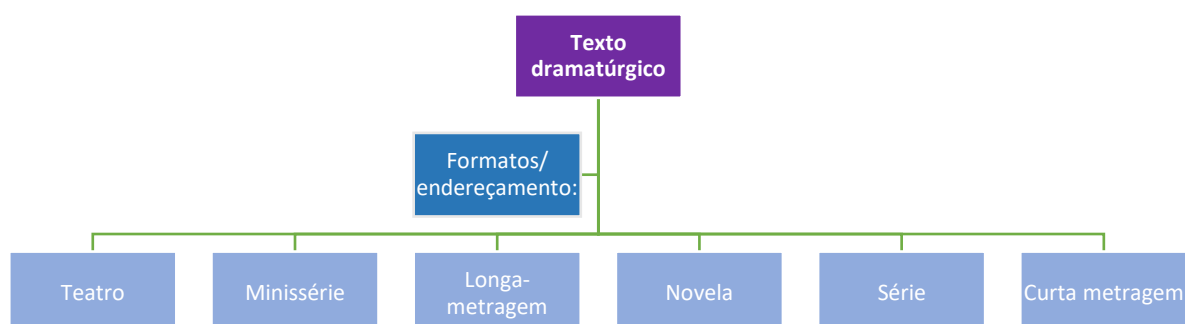 Texto
dramatúrgico
Formatos/
endereçamento:
Teatro
Minissérie
Longa-
metragem
Novela
Série
Curta metragem